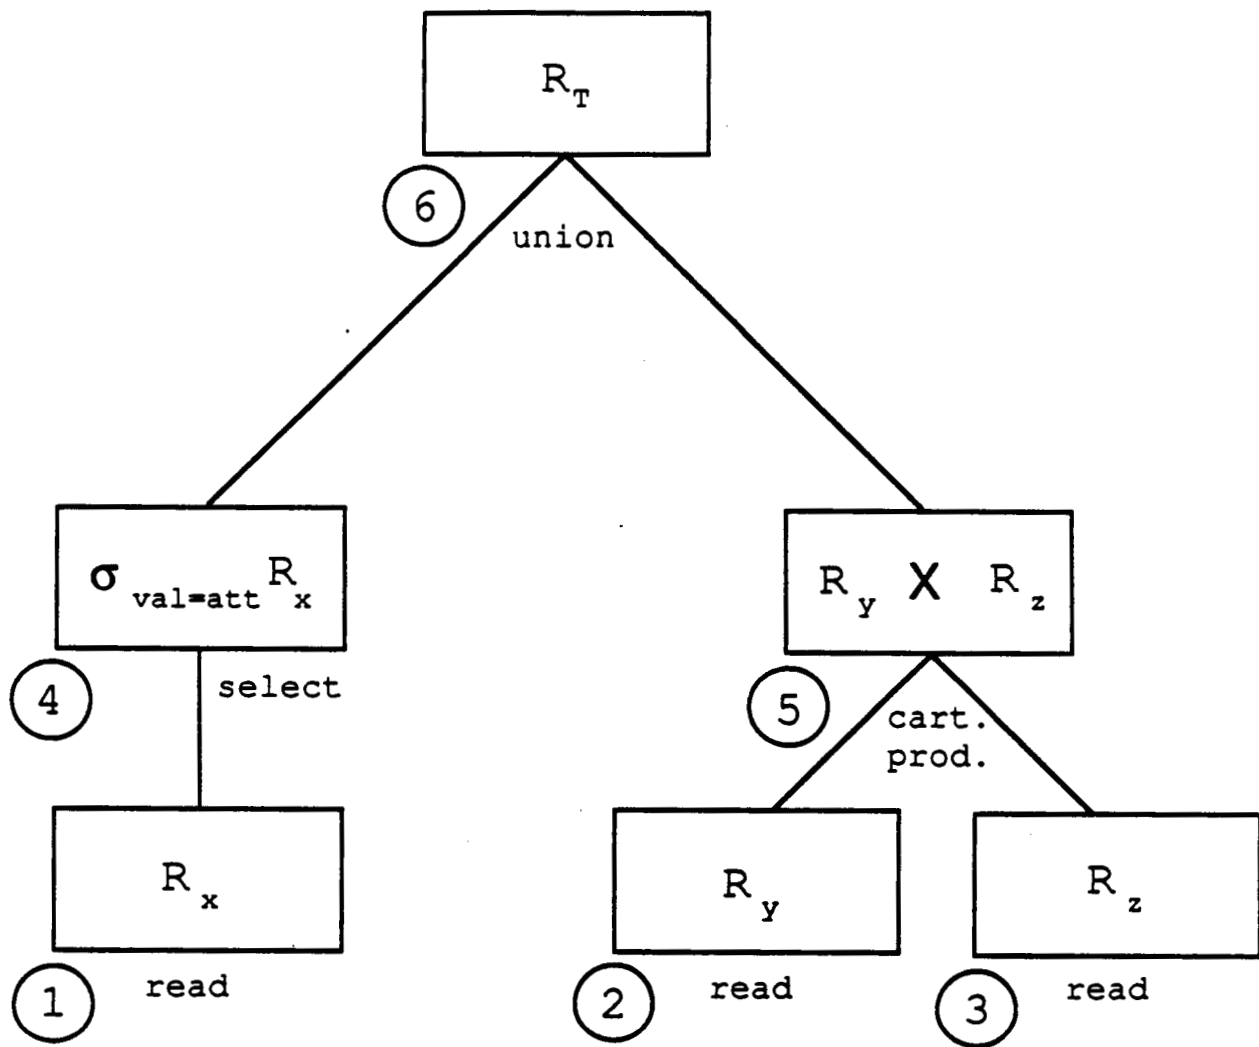 R_T
6
union
σ_val=att R_x
R_y X R_z
4
select
5
cart.
prod.
R_x
R_y
R_z
1
read
2
read
3
read